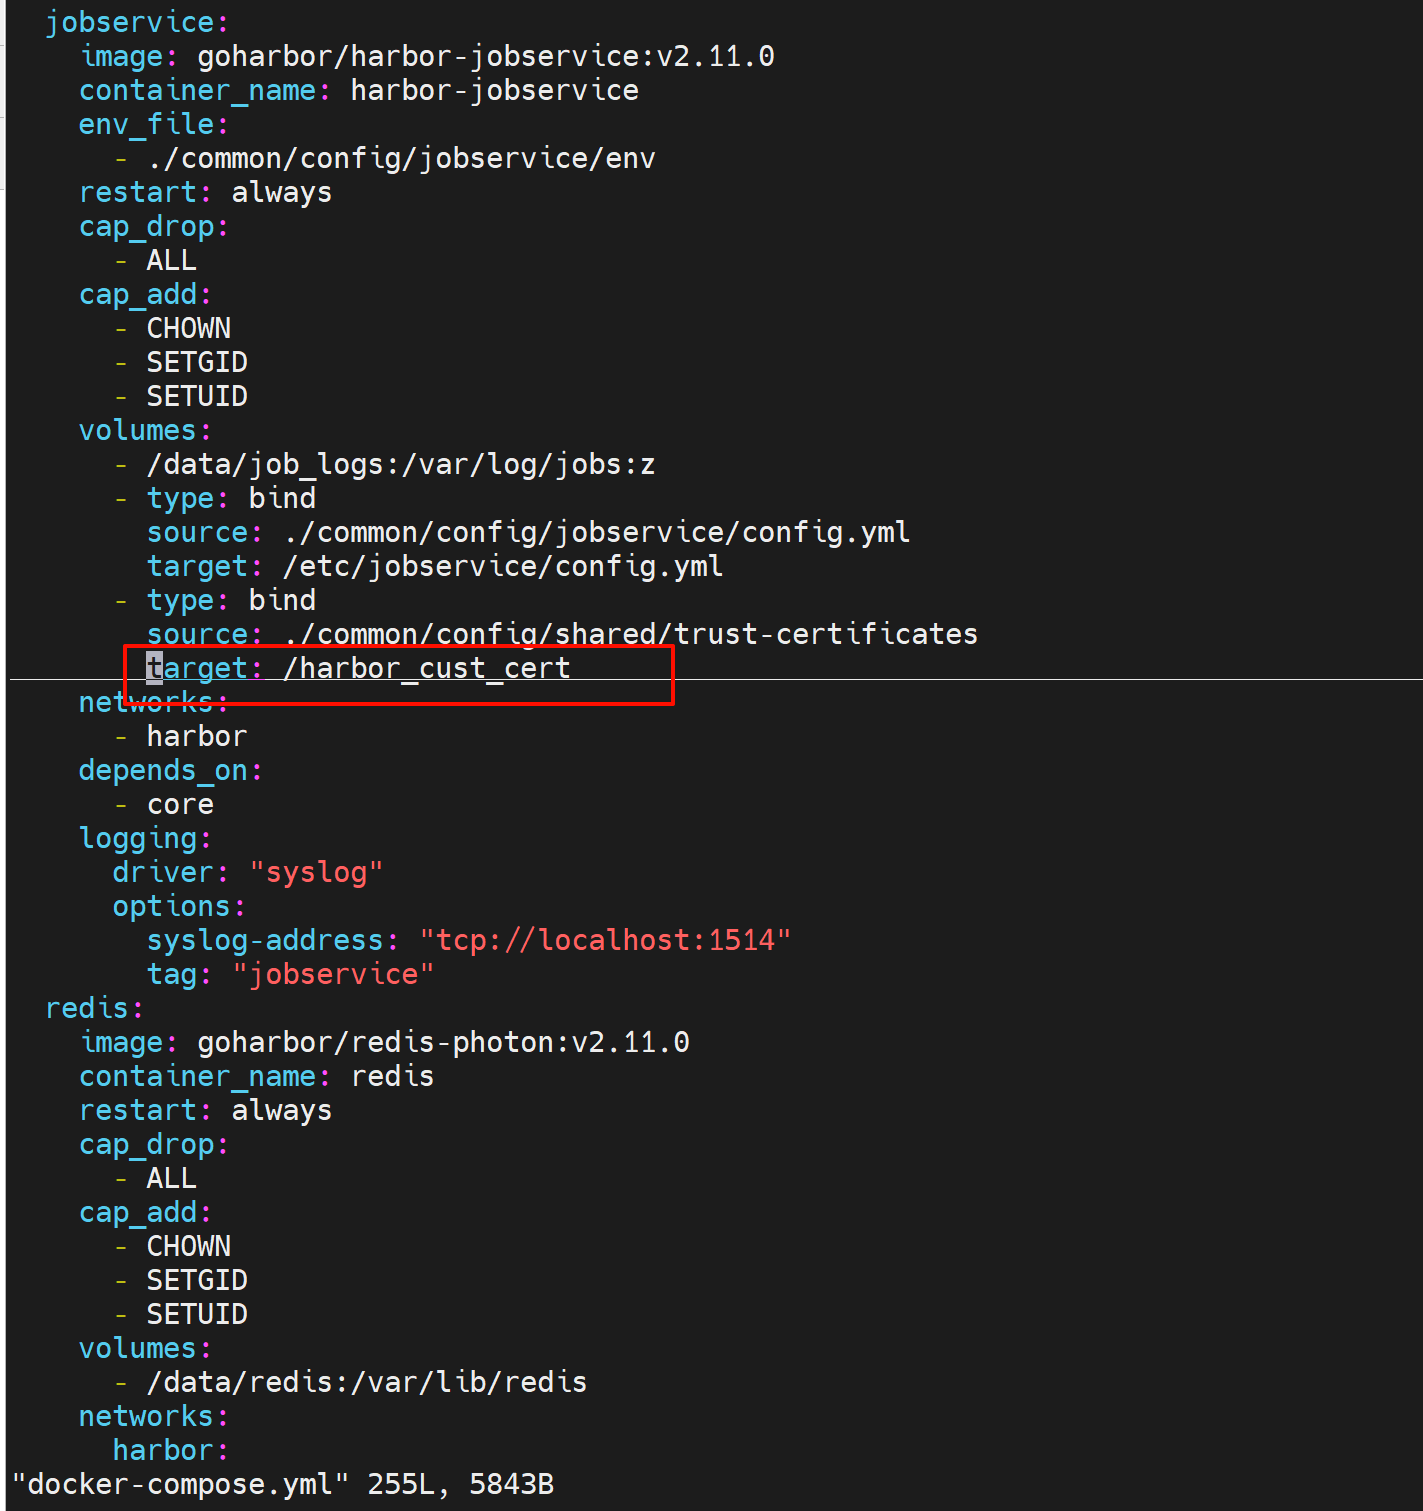 jobservice:
image: goharbor/harbor-jobservice:v2.11.0
container_name: harbor-jobservice
env_file:
- ./common/config/jobservice/env
restart: always
cap_drop:
- ALL
cap_add:
- CHOWN
- SETGID
- SETUID
volumes:
- /data/job_logs:/var/log/jobs:z
- type: bind
source: ./common/config/jobservice/config.yml
target: /etc/jobservice/config.yml
- type: bind
source: ./common/config/shared/trust-certificates
target: /harbor_cust_cert
networks:
- harbor
depends_on:
- core
logging:
driver: "syslog"
options:
syslog-address: "tcp://localhost:1514"
tag: "jobservice"
redis:
image: goharbor/redis-photon:v2.11.0
container_name: redis
restart: always
cap_drop:
- ALL
cap_add:
- CHOWN
- SETGID
- SETUID
volumes:
- /data/redis:/var/lib/redis
networks:
harbor:
"docker-compose.yml" 255L, 5843B